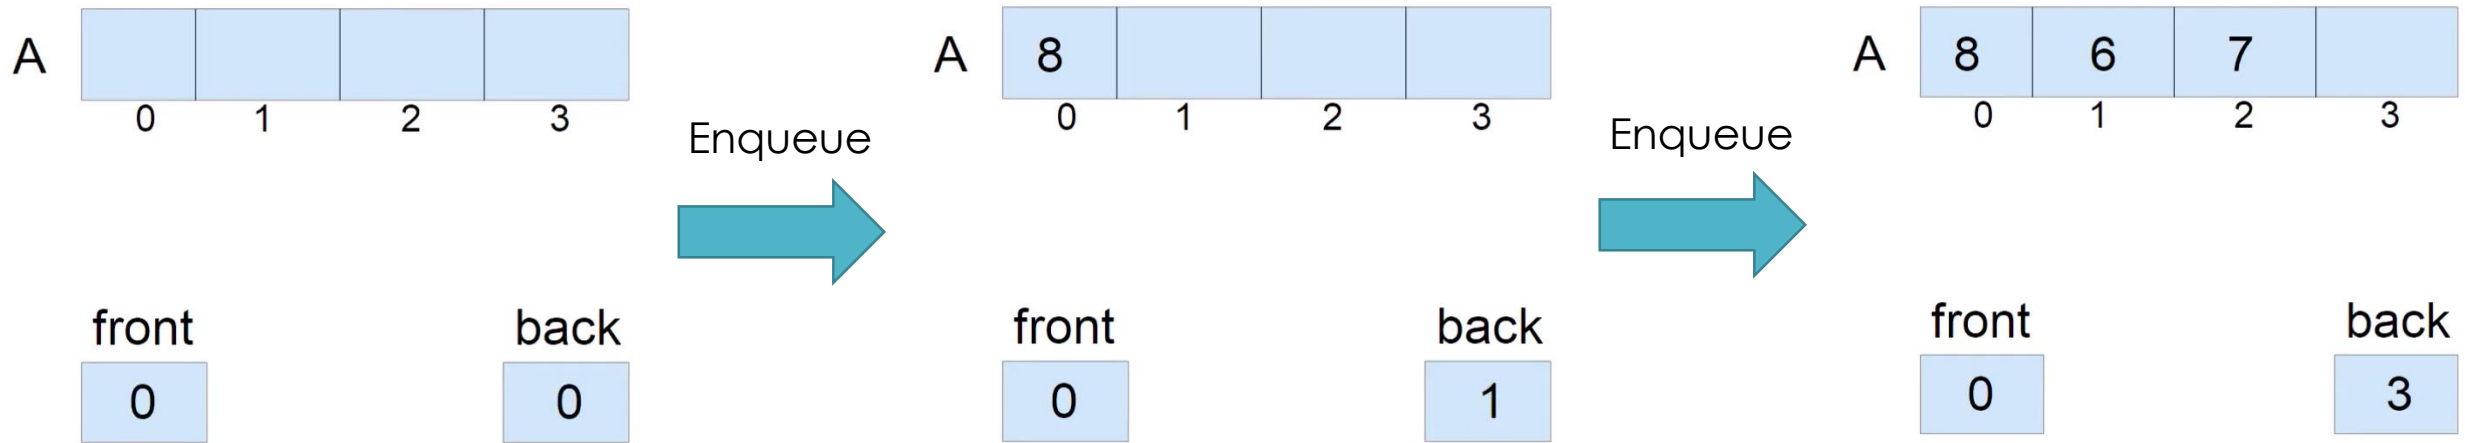 A
0 1 2 3
front back
0 0
Enqueue
A 8
0 1 2 3
front back
0 1
Enqueue
A 8 6 7
0 1 2 3
front back
0 3